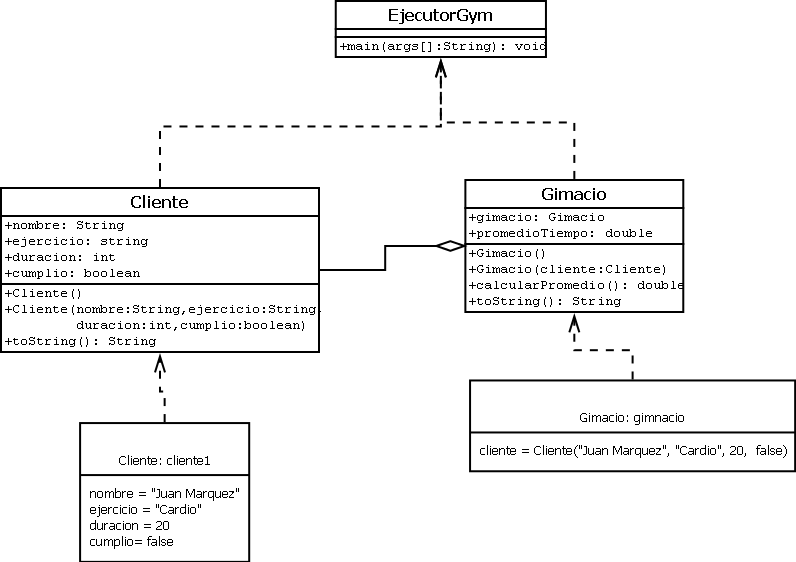 EjecutorGym
+main(args[]:String): void
Cliente
+nombre: String
+ejercicio: string
+duracion: int
+cumplio: boolean
+Cliente()
+Cliente(nombre:String,ejercicio:String,
duracion:int,cumplio:boolean)
+toString(): String
Gimacio
+gimacio: Gimacio
+promedioTiempo: double
+Gimacio()
+Gimacio(cliente:Cliente)
+calcularPromedio(): double
+toString(): String
Cliente: cliente1
nombre = "Juan Marquez"
ejercicio = "Cardio"
duracion = 20
cumplio= false
Gimacio: gimnacio
cliente = Cliente("Juan Marquez", "Cardio", 20, false)